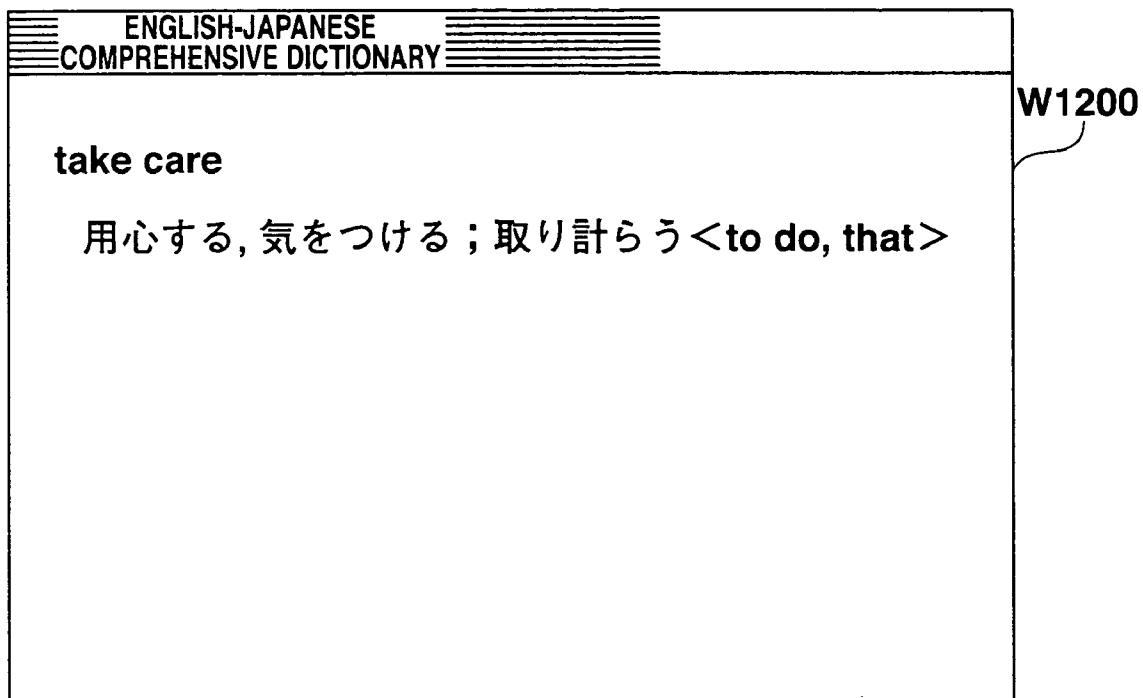 ENGLISH-JAPANESE
COMPREHENSIVE DICTIONARY
W1200
take care
用心する, 気をつける；取り計らう＜to do, that＞